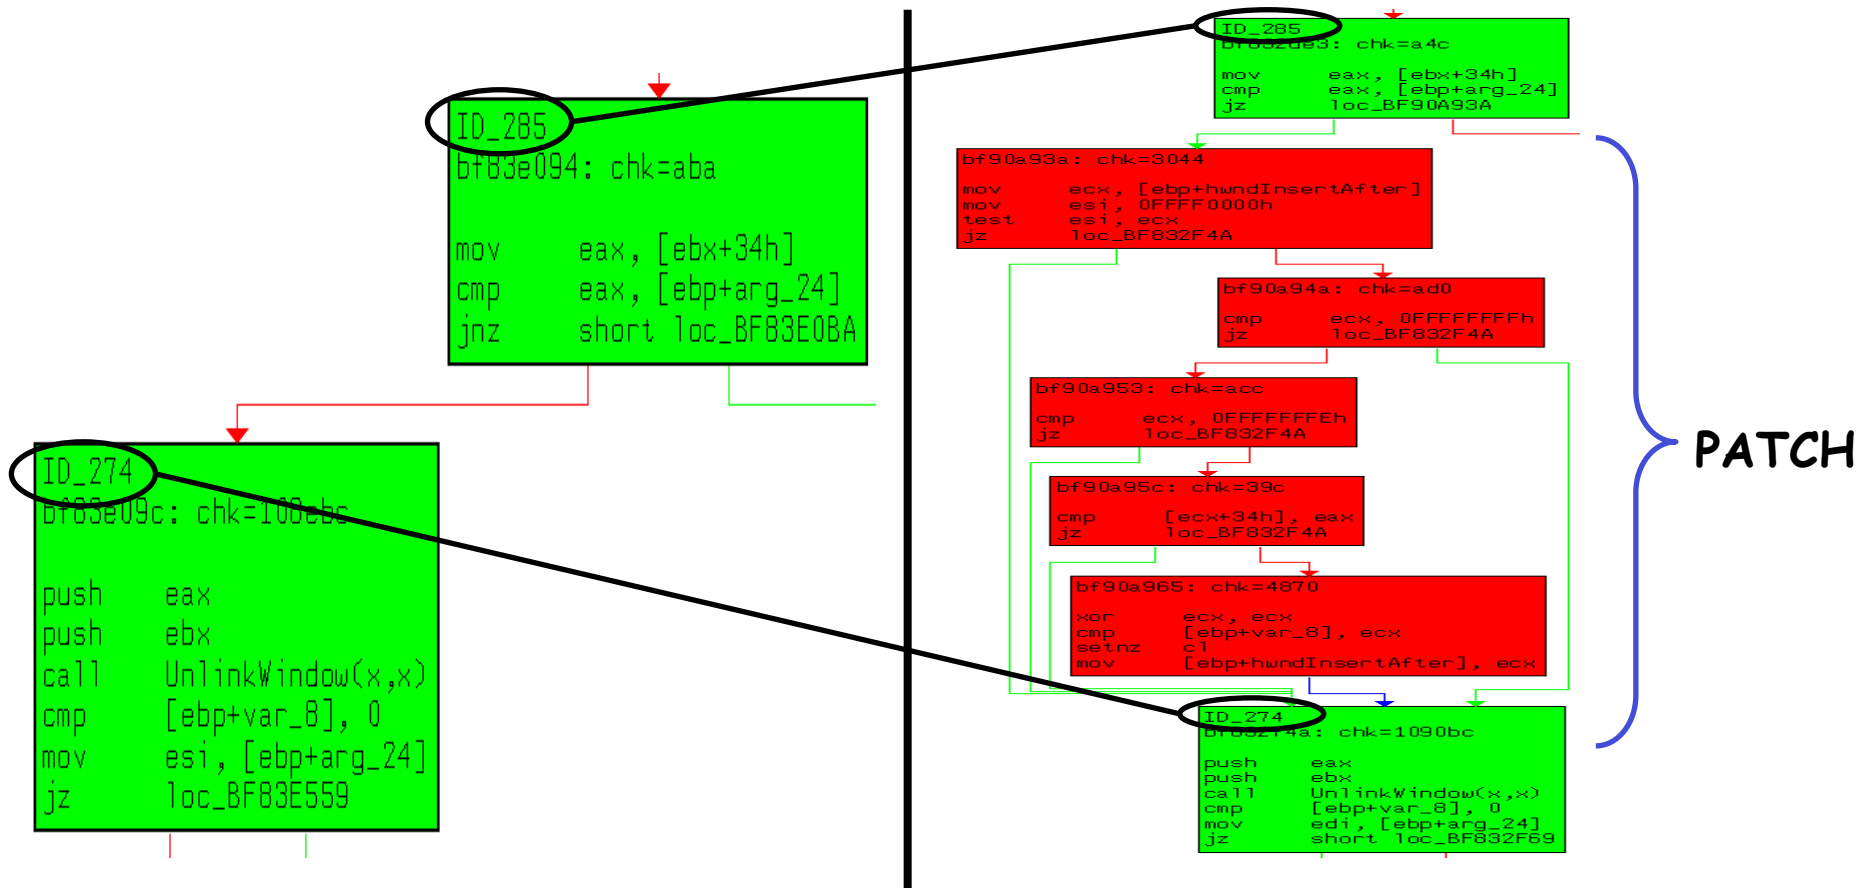 ID_285
bf83e094: chk=aba
mov eax, [ebx+34h]
cmp eax, [ebp+arg_24]
jnz short loc_BF83E0BA
ID_274
bf83e09c: chk=108ebc
push eax
push ebx
call UnlinkWindow(x,x)
cmp [ebp+var_8], 0
mov esi, [ebp+arg_24]
jz loc_BF83E559
ID_285
bf832de3: chk=a4c
mov eax, [ebx+34h]
cmp eax, [ebp+arg_24]
jz loc_BF90A93A
bf90a93a: chk=3044
mov ecx, [ebp+hwndInsertAfter]
mov esi, 0FFFF0000h
test esi, ecx
jz loc_BF832F4A
bf90a94a: chk=ad0
cmp ecx, 0FFFFFFFFh
jz loc_BF832F4A
bf90a953: chk=acc
cmp ecx, 0FFFFFFFEh
jz loc_BF832F4A
bf90a95c: chk=39c
cmp [ecx+34h], eax
jz loc_BF832F4A
bf90a965: chk=4870
xor ecx, ecx
cmp [ebp+var_8], ecx
setnz cl
mov [ebp+hwndInsertAfter], ecx
ID_274
bf832f4a: chk=1090bc
push eax
push ebx
call UnlinkWindow(x,x)
cmp [ebp+var_8], 0
mov edi, [ebp+arg_24]
jz short loc_BF832F69
PATCH